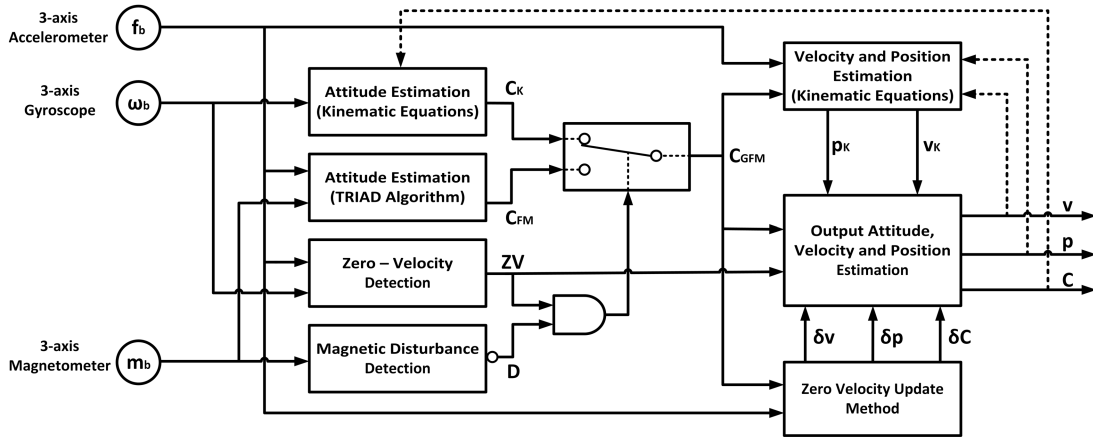 3-axis
Accelerometer
fb
3-axis
Gyroscope
ωb
3-axis
Magnetometer
mb
Attitude Estimation
(Kinematic Equations)
CK
Attitude Estimation
(TRIAD Algorithm)
CFM
Zero – Velocity
Detection
ZV
Magnetic Disturbance
Detection
D
CGFM
Velocity and Position
Estimation
(Kinematic Equations)
pK
vK
Output Attitude,
Velocity and Position
Estimation
v
p
C
δv
δp
δC
Zero Velocity Update
Method